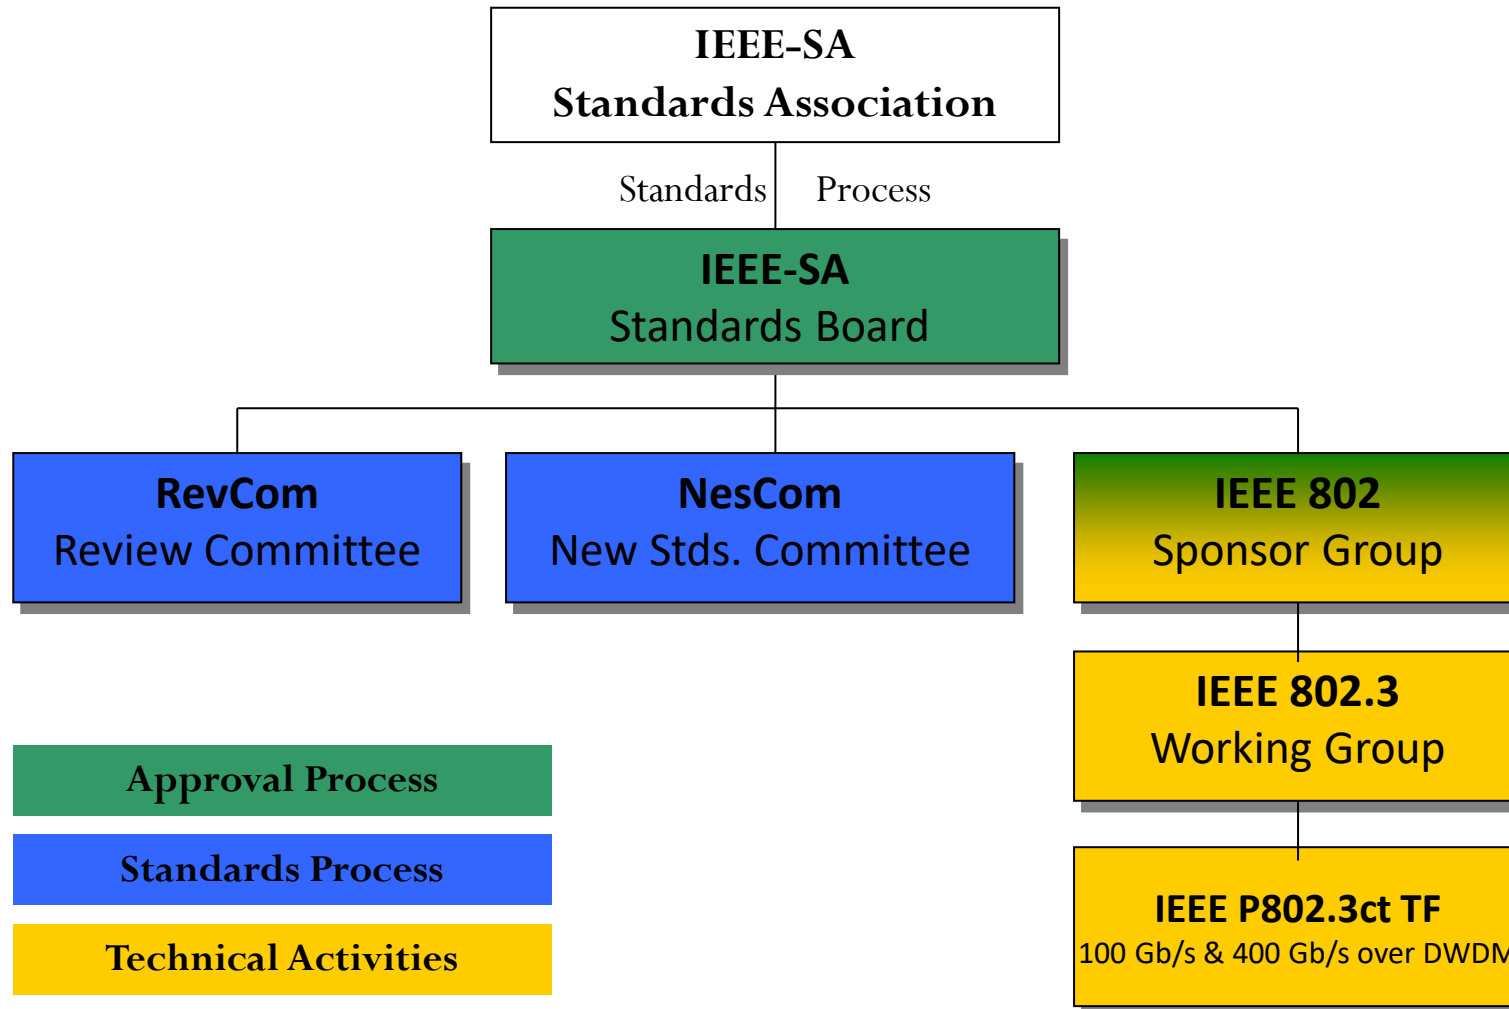 IEEE-SA
Standards Association
Standards Process
IEEE-SA
Standards Board
RevCom
Review Committee
NesCom
New Stds. Committee
IEEE 802
Sponsor Group
IEEE 802.3
Working Group
Approval Process
Standards Process
Technical Activities
IEEE P802.3ct TF
100 Gb/s & 400 Gb/s over DWDM